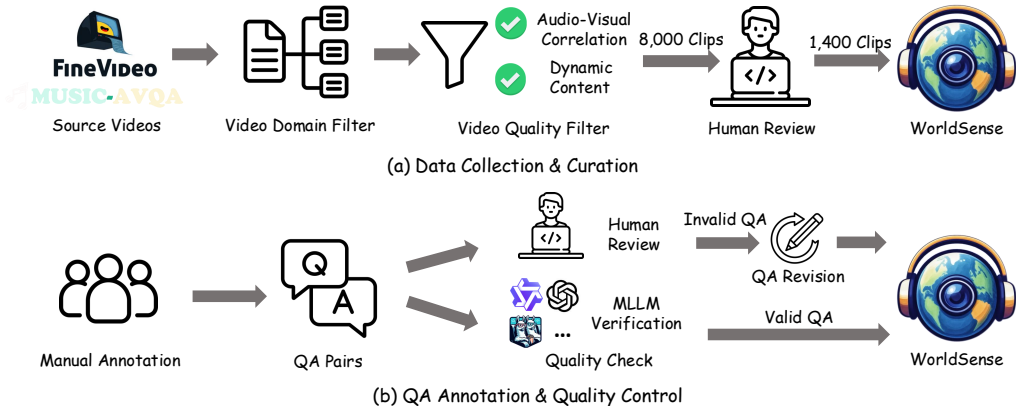 FINEVIDEO
MUSIC-AVQA
Source Videos
Video Domain Filter
Audio-Visual
Correlation
Dynamic
Content
Video Quality Filter
8,000 Clips
</>
Human Review
1,400 Clips
WorldSense
(a) Data Collection & Curation
Manual Annotation
Q
A
QA Pairs
</>
Human
Review
Invalid QA
QA Revision
MLLM
Verification
...
Quality Check
Valid QA
WorldSense
(b) QA Annotation & Quality Control